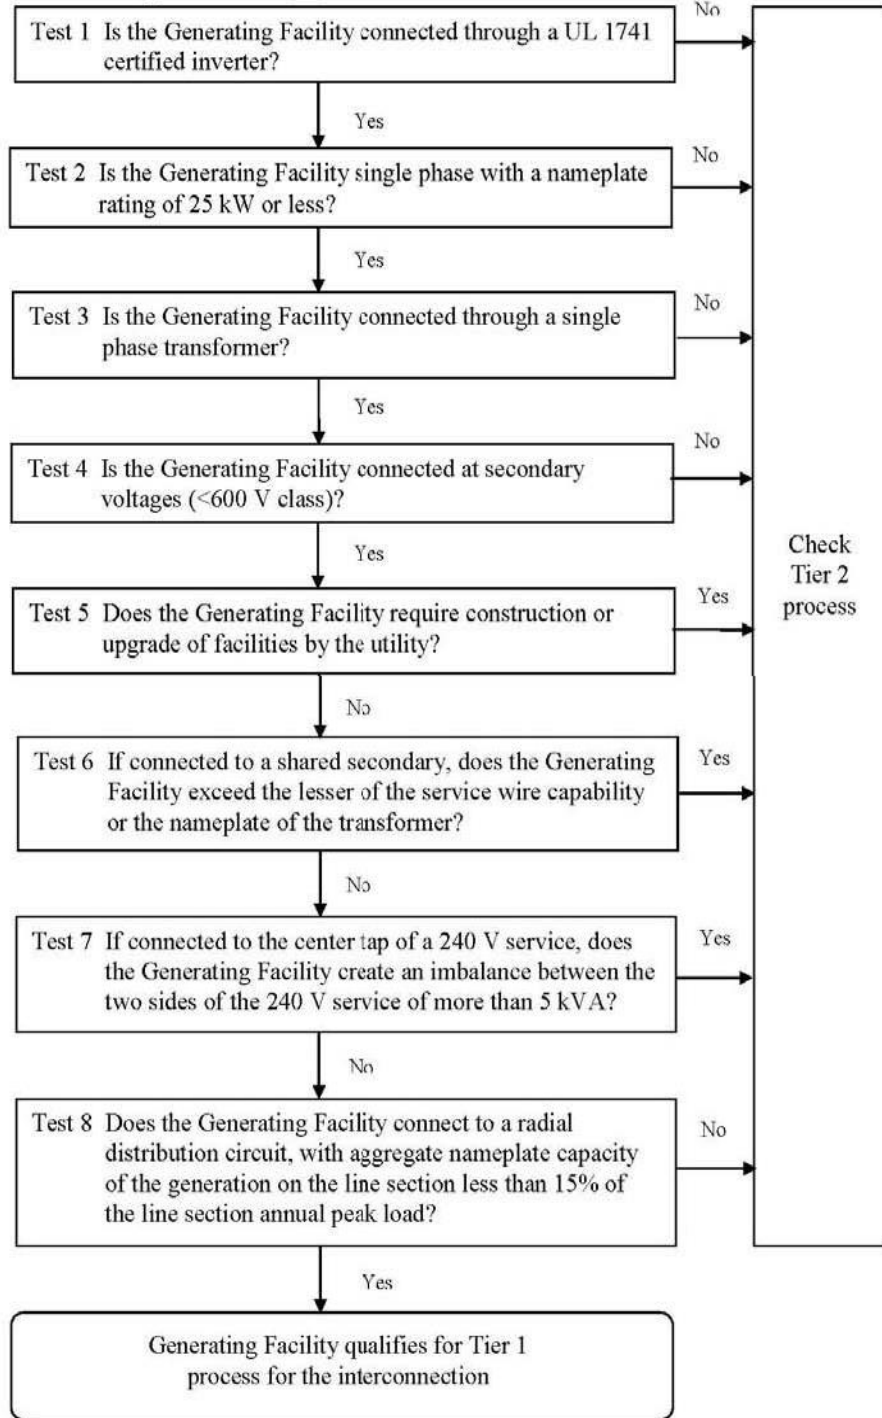 No
Test 1 Is the Generating Facility connected through a UL 1741
certified inverter?
Yes
No
Test 2 Is the Generating Facility single phase with a nameplate
rating of 25 kW or less?
Yes
No
Test 3 Is the Generating Facility connected through a single
phase transformer?
Yes
No
Test 4 Is the Generating Facility connected at secondary
voltages (<600 V class)?
Yes
Check
Tier 2
process
Yes
Test 5 Does the Generating Facility require construction or
upgrade of facilities by the utility?
No
Yes
Test 6 If connected to a shared secondary, does the Generating
Facility exceed the lesser of the service wire capability
or the nameplate of the transformer?
No
Yes
Test 7 If connected to the center tap of a 240 V service, does
the Generating Facility create an imbalance between the
two sides of the 240 V service of more than 5 kVA?
No
No
Test 8 Does the Generating Facility connect to a radial
distribution circuit, with aggregate nameplate capacity
of the generation on the line section less than 15% of
the line section annual peak load?
Yes
Generating Facility qualifies for Tier 1
process for the interconnection